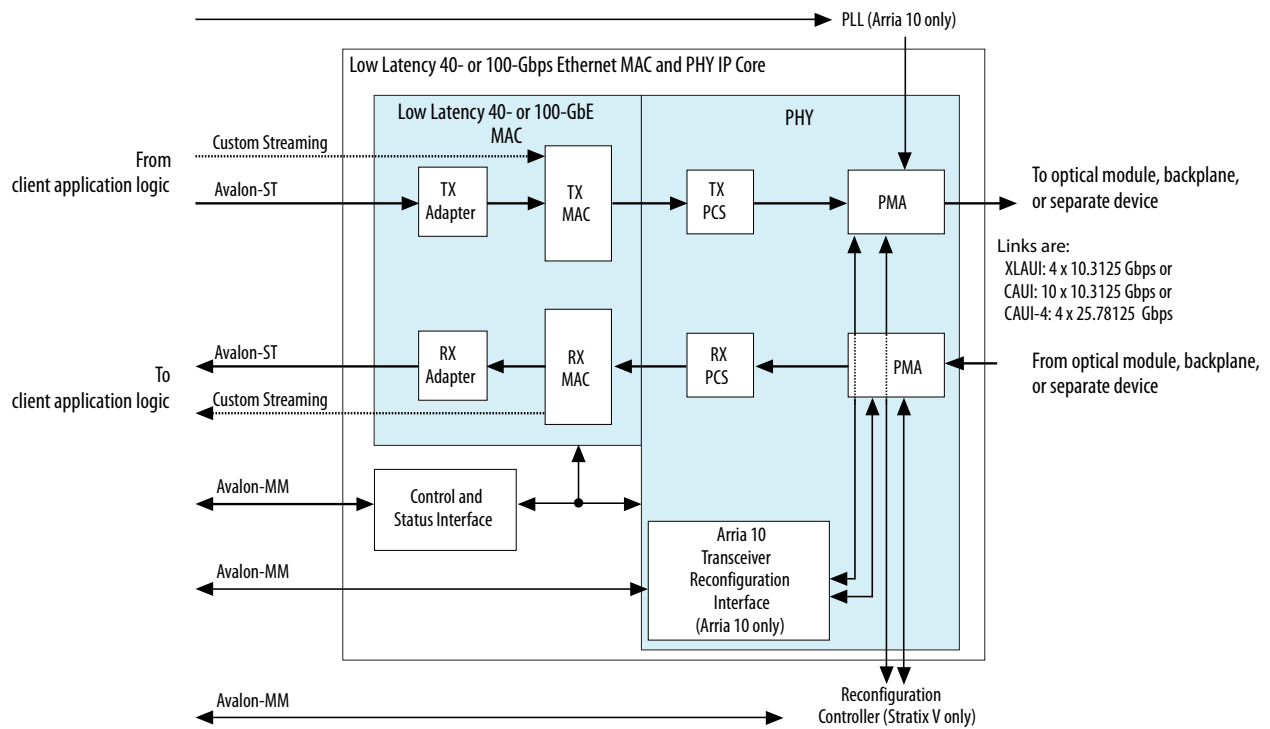 PLL (Arria 10 only)
Low Latency 40- or 100-Gbps Ethernet MAC and PHY IP Core
Low Latency 40- or 100-GbE
MAC
PHY
From
client application logic
Custom Streaming
Avalon-ST
TX
Adapter
TX
MAC
TX
PCS
PMA
To optical module, backplane,
or separate device
Links are:
XLAUI: 4 x 10.3125 Gbps or
CAUI: 10 x 10.3125 Gbps or
CAUI-4: 4 x 25.78125 Gbps
To
client application logic
Avalon-ST
Custom Streaming
RX
Adapter
RX
MAC
RX
PCS
PMA
From optical module, backplane,
or separate device
Avalon-MM
Control and
Status Interface
Avalon-MM
Arria 10
Transceiver
Reconfiguration
Interface
(Arria 10 only)
Avalon-MM
Reconfiguration
Controller (Stratix V only)